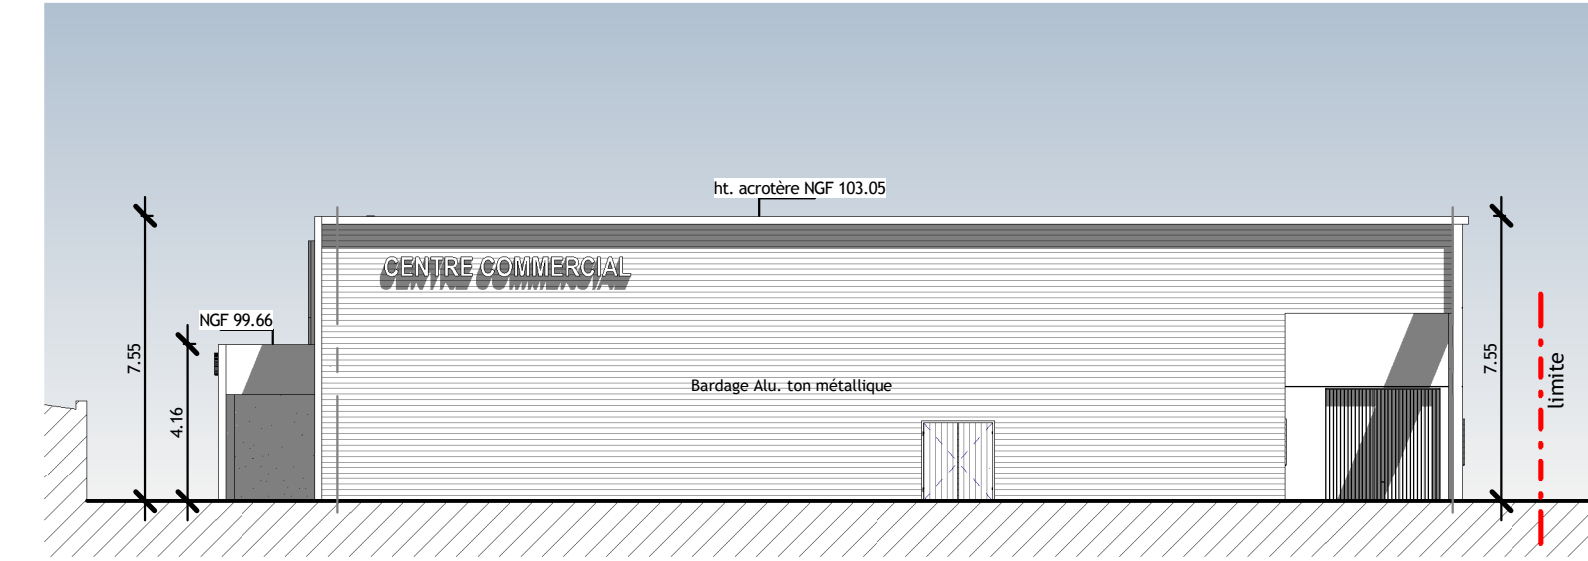 ht. acrotère NGF 103.05
CENTRE COMMERCIAL
NGF 99.66
7.55
4.16
Bardage Alu. ton métallique
7.55
limite